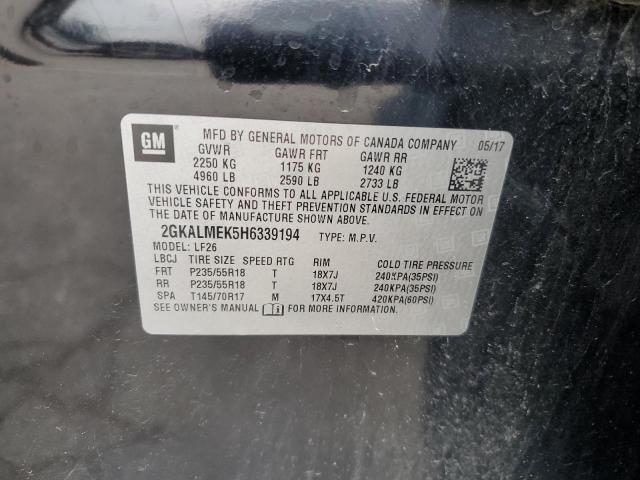 GM
MFD BY GENERAL MOTORS OF CANADA COMPANY 05/17
GVWR GAWR FRT GAWR RR
2250 KG 1175 KG 1240 KG
4960 LB 2590 LB 2733 LB
THIS VEHICLE CONFORMS TO ALL APPLICABLE U.S. FEDERAL MOTOR
VEHICLE SAFETY AND THEFT PREVENTION STANDARDS IN EFFECT ON
THE DATE OF MANUFACTURE SHOWN ABOVE.
2GKALMEK5H6339194 TYPE: M.P.V.
MODEL: LF26
LBCJ TIRE SIZE SPEED RTG RIM COLD TIRE PRESSURE
FRT P235/55R18 T 18X7J 240KPA(35PSI)
RR P235/55R18 T 18X7J 240KPA(35PSI)
SPA T145/70R17 M 17X4.5T 420KPA(60PSI)
SEE OWNER'S MANUAL FOR MORE INFORMATION.